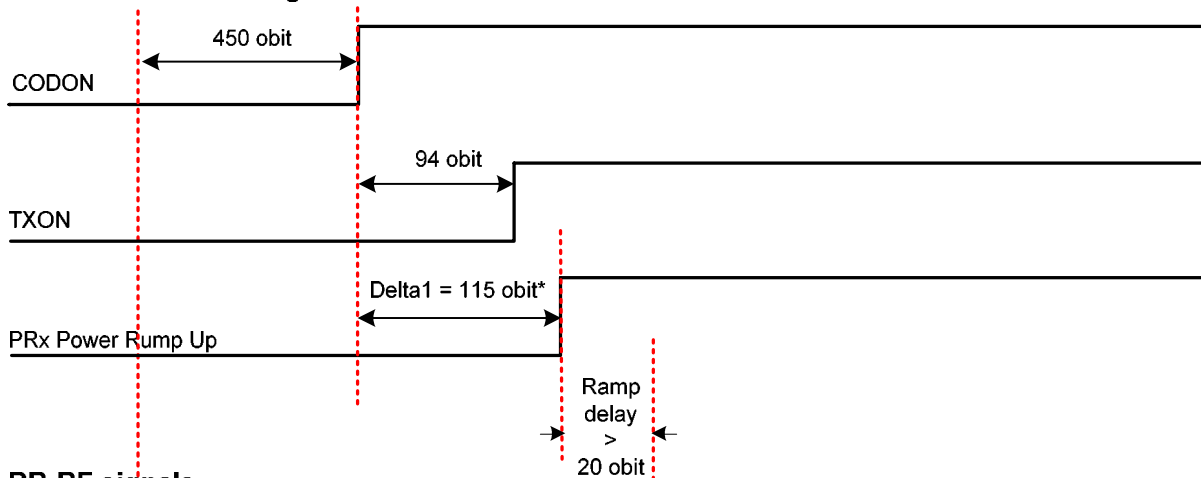 450 obit
CODON
94 obit
TXON
Delta1 = 115 obit*
PRx Power Rump Up
Ramp
delay
>
20 obit